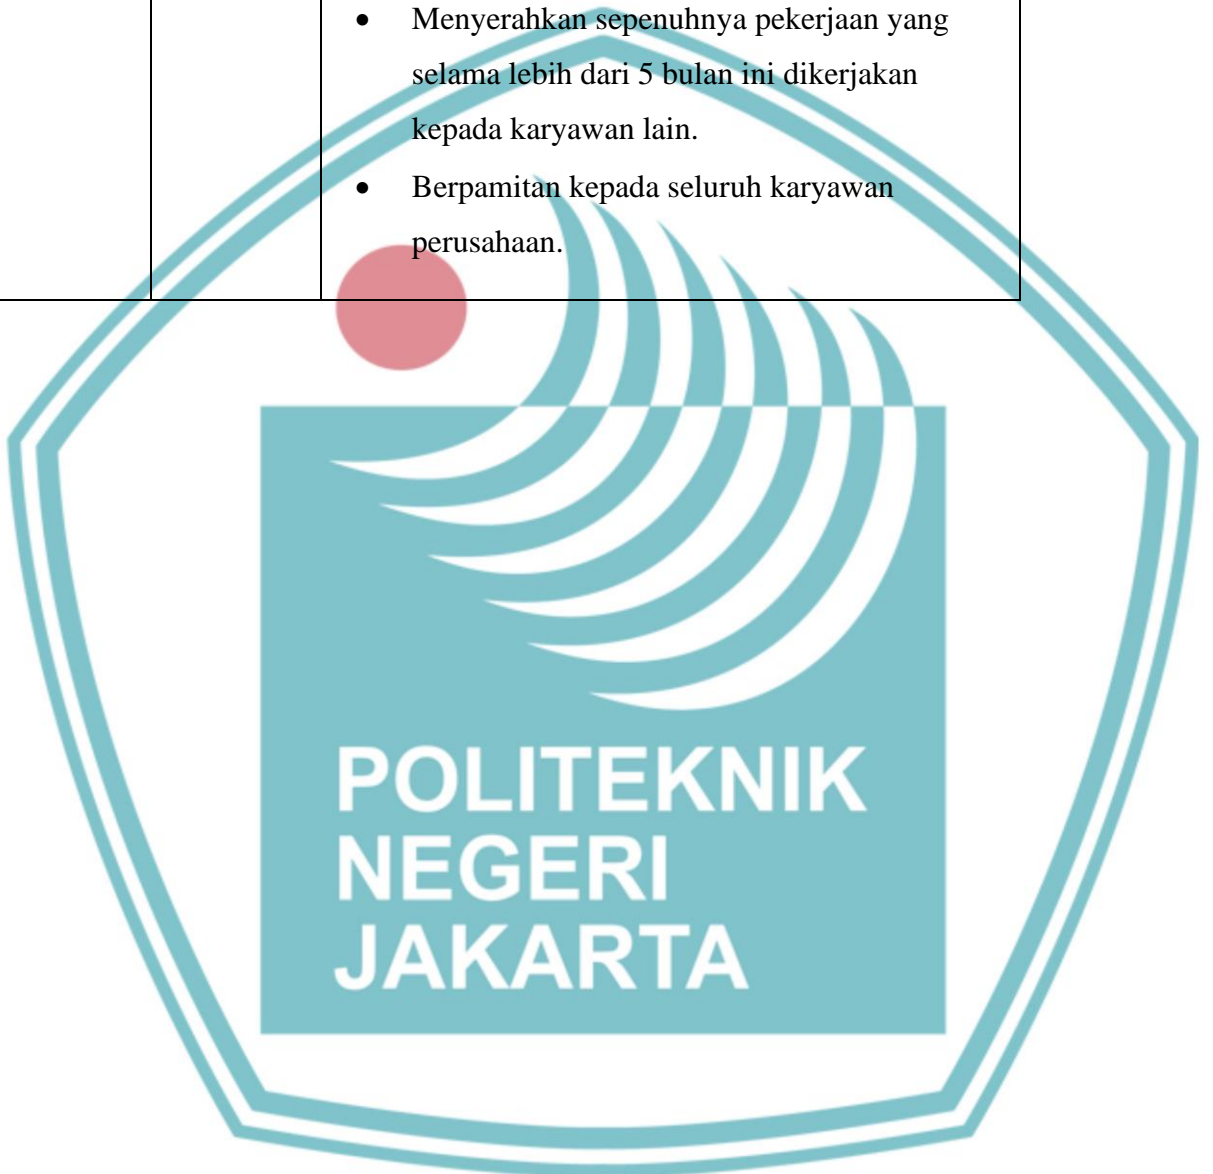 • Menyerahkan sepenuhnya pekerjaan yang
selama lebih dari 5 bulan ini dikerjakan
kepada karyawan lain.
• Berpamitan kepada seluruh karyawan
perusahaan.
POLITEKNIK
NEGERI
JAKARTA